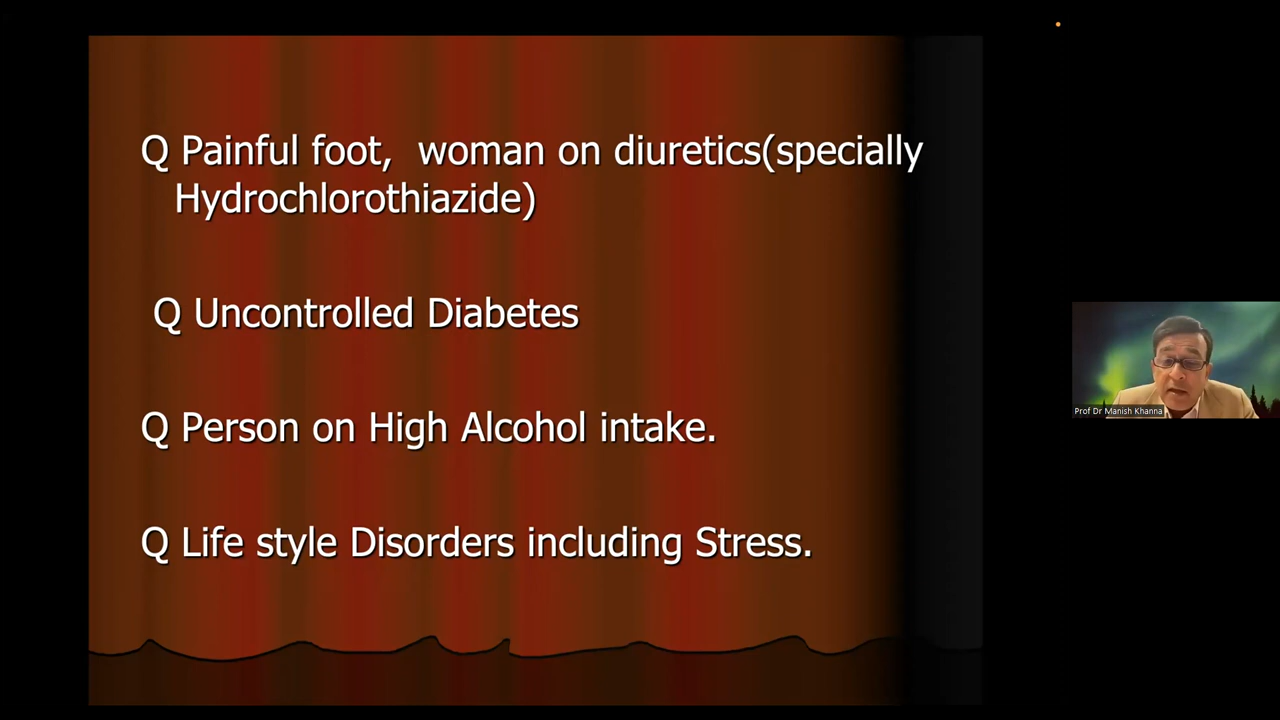 Q Painful foot,  woman on diuretics(specially
Hydrochlorothiazide)
Q Uncontrolled Diabetes
Q Person on High Alcohol intake.
Q Life style Disorders including Stress.
Prof Dr Manish Khanna